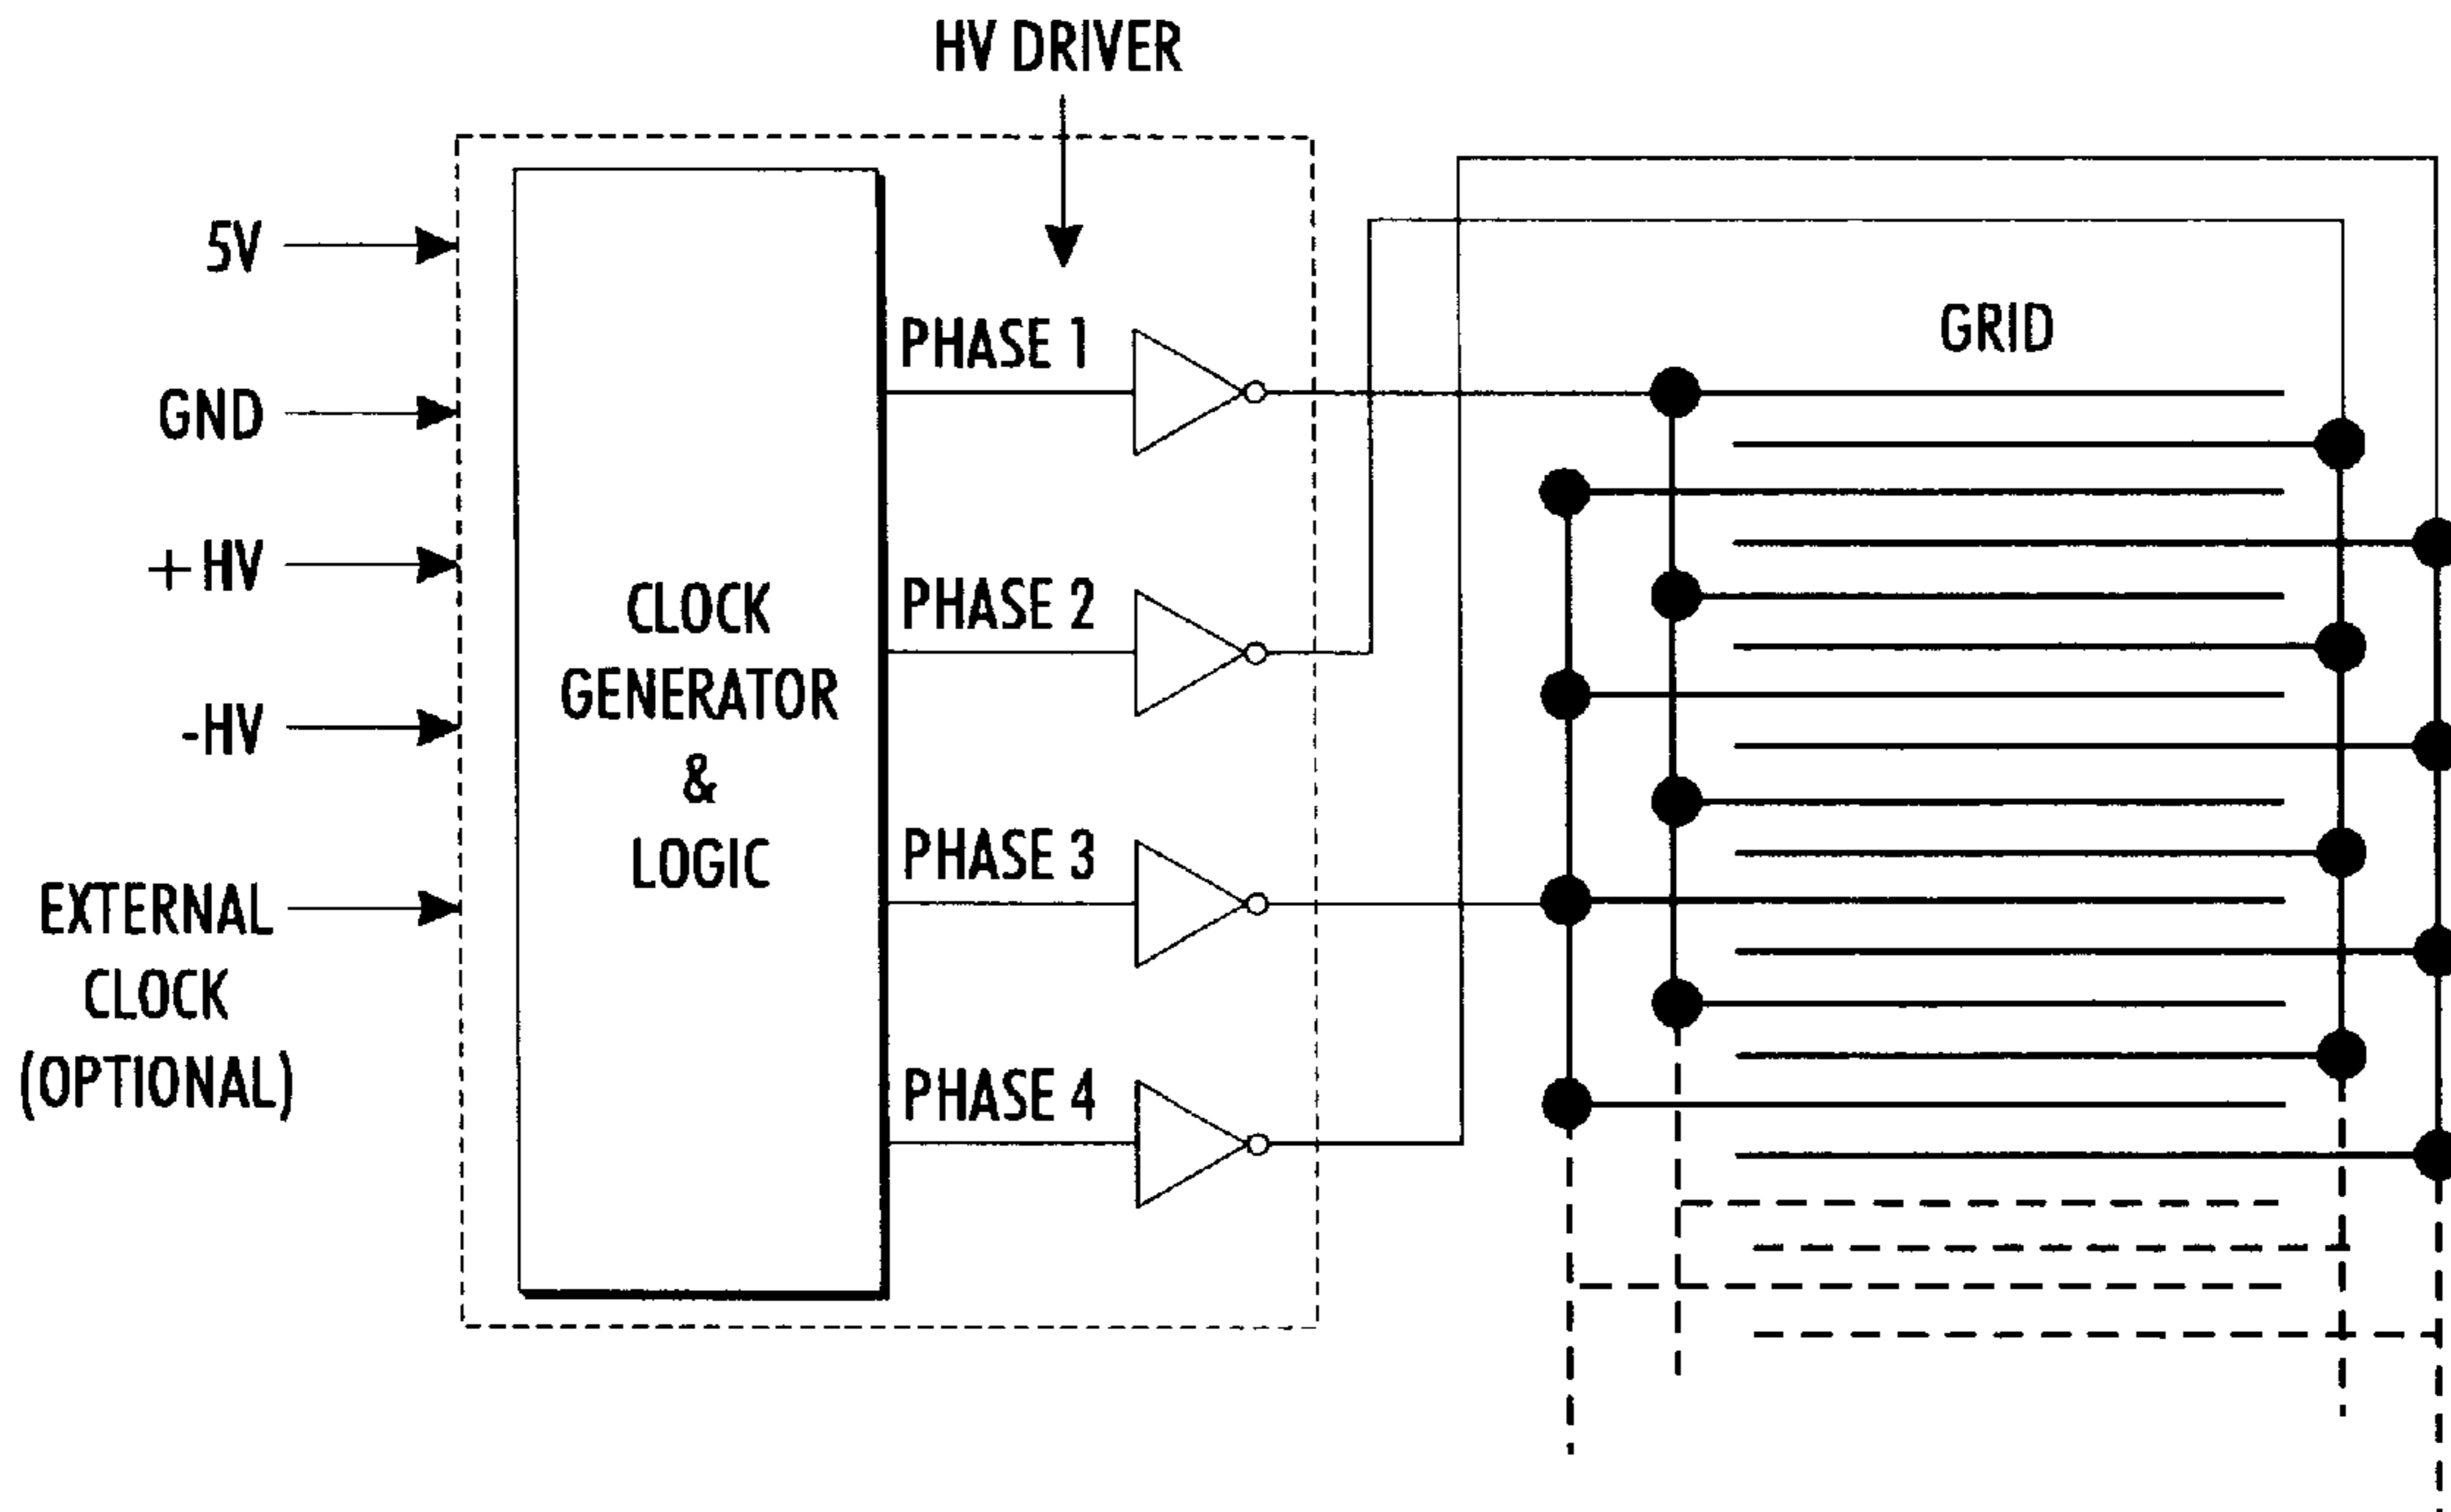 HV DRIVER
5V
GND
+HV
-HV
EXTERNAL
CLOCK
(OPTIONAL)
CLOCK
GENERATOR
&
LOGIC
PHASE 1
PHASE 2
PHASE 3
PHASE 4
GRID